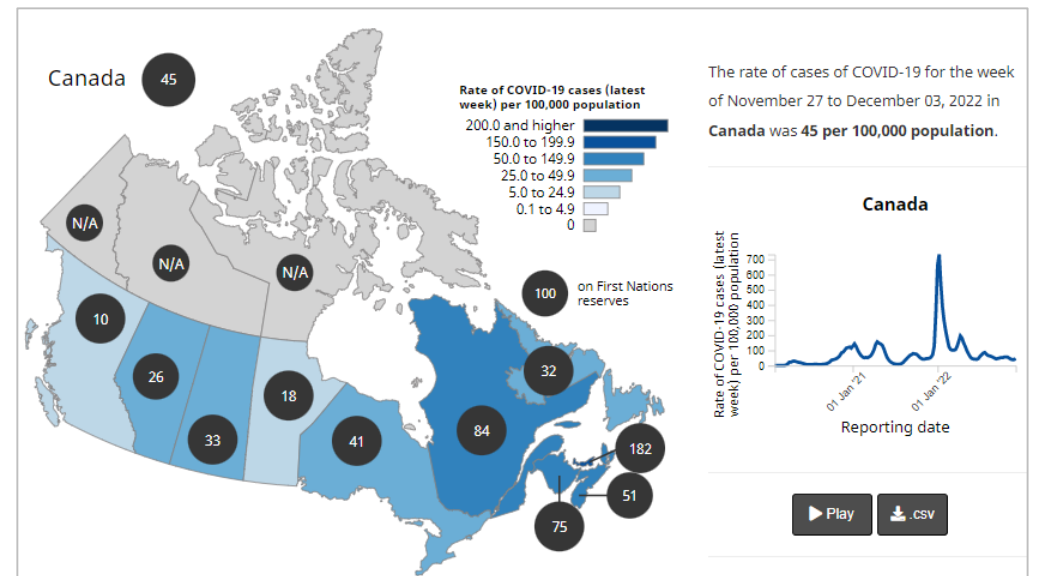 Canada
45
Rate of COVID-19 cases (latest
week) per 100,000 population
200.0 and higher
150.0 to 199.9
50.0 to 149.9
25.0 to 49.9
5.0 to 24.9
0.1 to 4.9
0
N/A
N/A
N/A
100
on First Nations
reserves
10
26
33
18
41
84
32
182
51
75
The rate of cases of COVID-19 for the week
of November 27 to December 03, 2022 in
Canada was 45 per 100,000 population.
Canada
Rate of COVID-19 cases (latest
week) per 100,000 population
700
600
500
400
300
200
100
0
01 Jan '21
01 Jan '22
Reporting date
Play
.csv